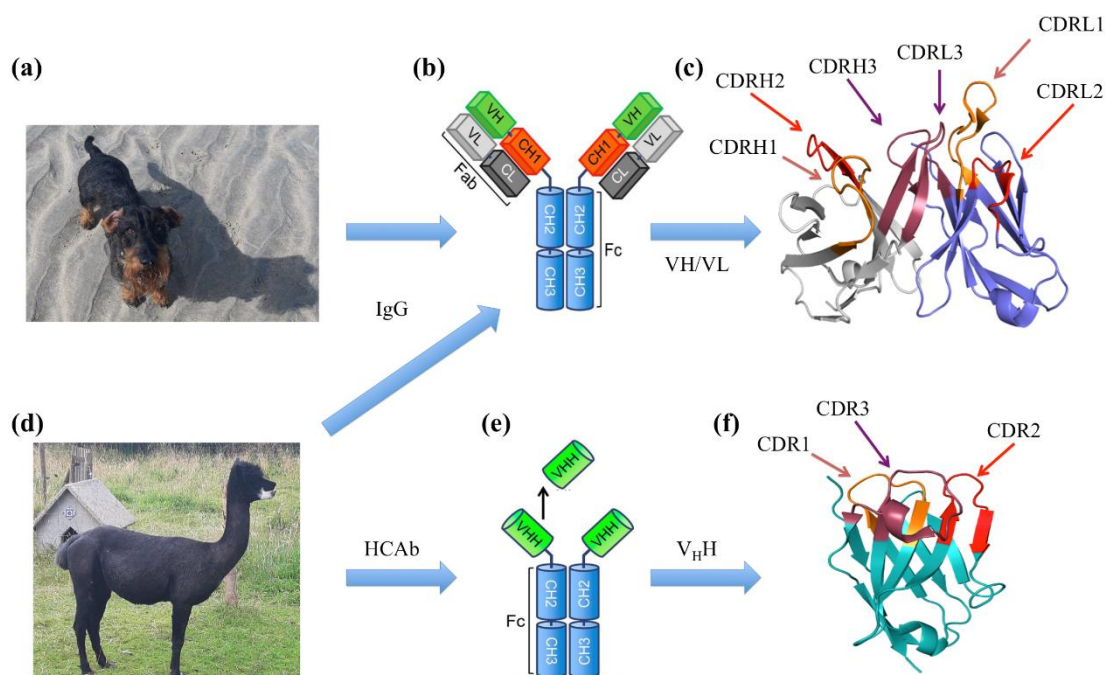 (a)
(b)
(c)
CDRH2
CDRH1
CDRH3
CDRL3
CDRL1
CDRL2
VH
VL
CH1
CL
Fab
VH
VL
CH1
CL
CH2
CH2
CH3
CH3
Fc
IgG
VH/VL
(d)
(e)
(f)
HCAb
VHH
VHH
VHH
CH2
CH2
CH3
CH3
Fc
VHH
CDR1
CDR3
CDR2